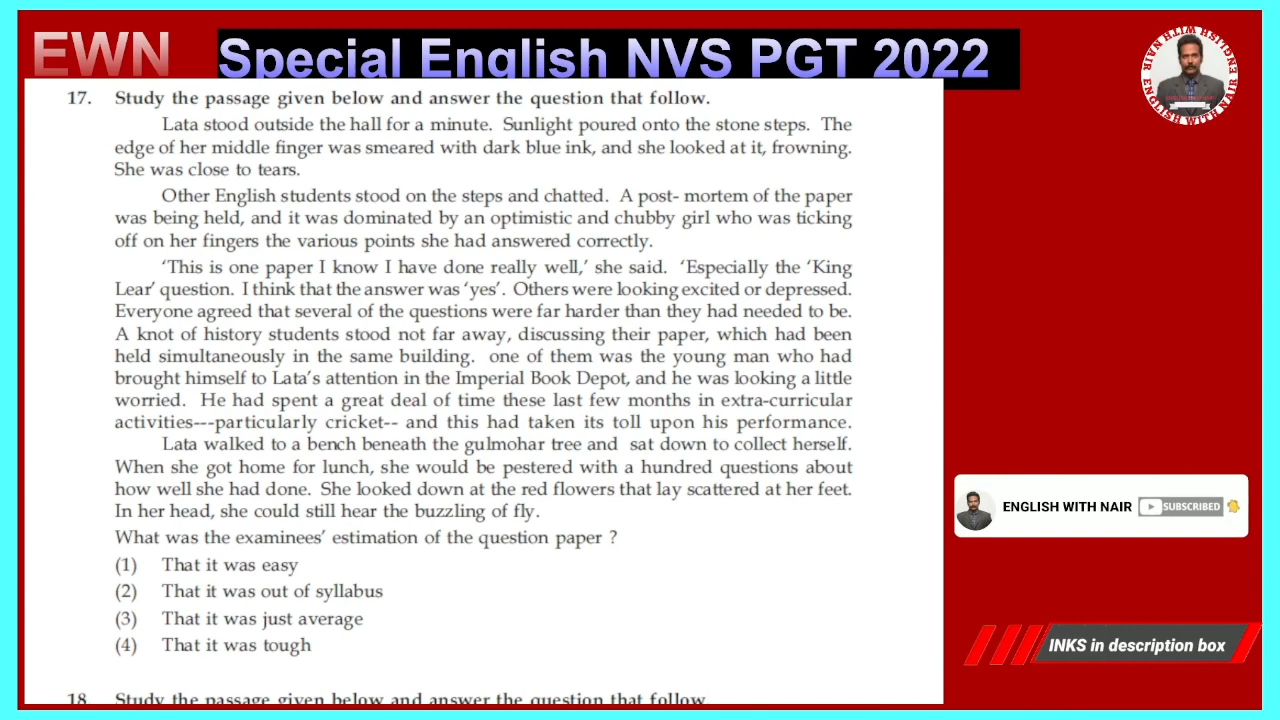 EWN
Special English NVS PGT 2022
ENGLISH WITH NAIR ENGLISH WITH NAIR
17. Study the passage given below and answer the question that follow.
Lata stood outside the hall for a minute. Sunlight poured onto the stone steps. The
edge of her middle finger was smeared with dark blue ink, and she looked at it, frowning.
She was close to tears.
Other English students stood on the steps and chatted. A post- mortem of the paper
was being held, and it was dominated by an optimistic and chubby girl who was ticking
off on her fingers the various points she had answered correctly.
‘This is one paper I know I have done really well,’ she said. ‘Especially the ‘King
Lear’ question. I think that the answer was ‘yes’. Others were looking excited or depressed.
Everyone agreed that several of the questions were far harder than they had needed to be.
A knot of history students stood not far away, discussing their paper, which had been
held simultaneously in the same building. one of them was the young man who had
brought himself to Lata’s attention in the Imperial Book Depot, and he was looking a little
worried. He had spent a great deal of time these last few months in extra-curricular
activities---particularly cricket-- and this had taken its toll upon his performance.
Lata walked to a bench beneath the gulmohar tree and sat down to collect herself.
When she got home for lunch, she would be pestered with a hundred questions about
how well she had done. She looked down at the red flowers that lay scattered at her feet.
In her head, she could still hear the buzzling of fly.
What was the examinees’ estimation of the question paper ?
(1) That it was easy
(2) That it was out of syllabus
(3) That it was just average
(4) That it was tough
18. Study the passage given below and answer the question that follow
ENGLISH WITH NAIR SUBSCRIBED
INKS in description box